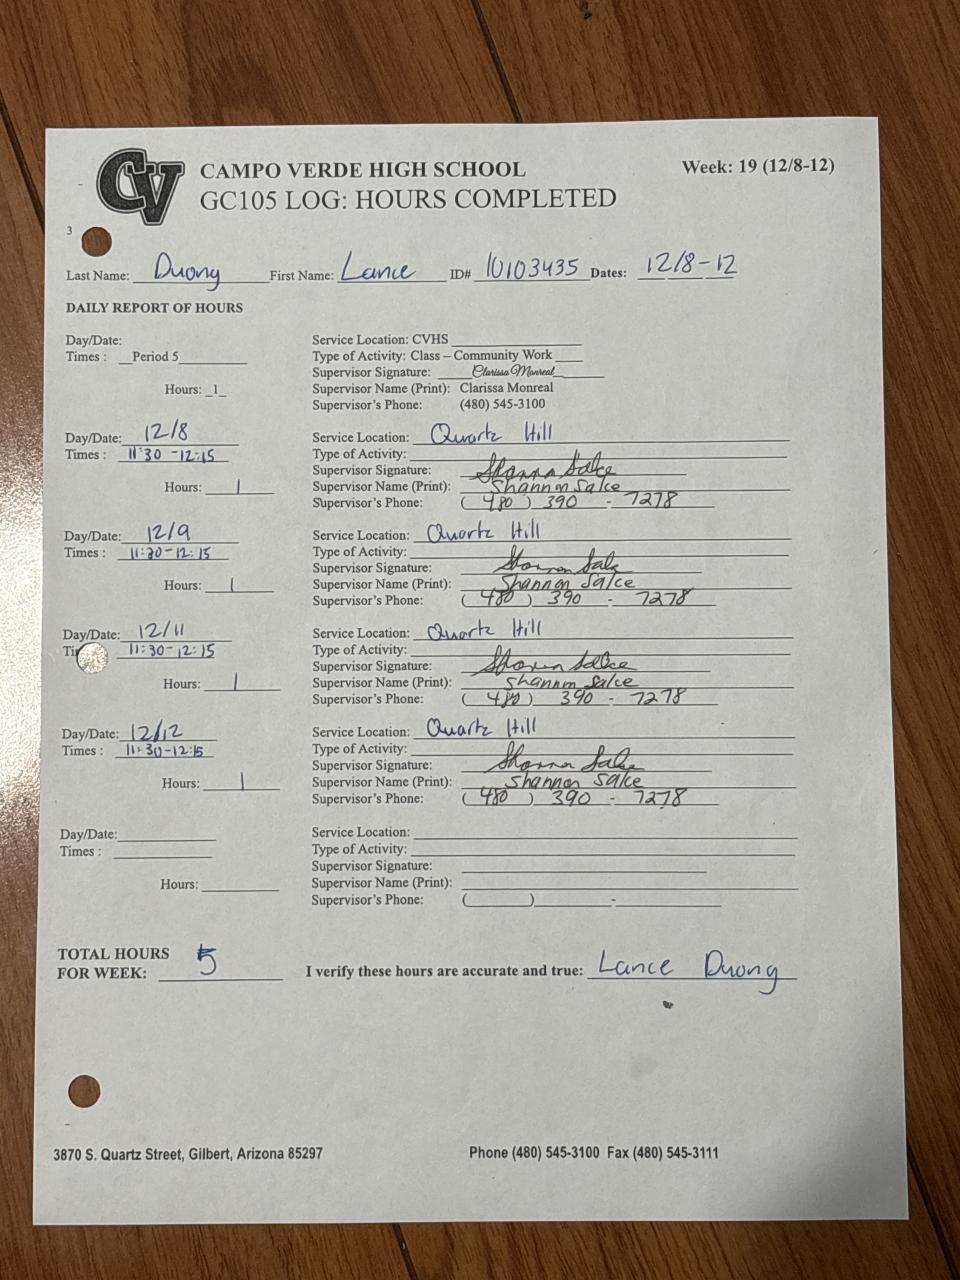 CV
CAMPO VERDE HIGH SCHOOL
Week: 19 (12/8-12)
GC105 LOG: HOURS COMPLETED
3
Last Name: Duong First Name: Lance ID# 10103435 Dates: 12/8-12
DAILY REPORT OF HOURS
Day/Date: Service Location: CVHS
Times : Period 5 Type of Activity: Class – Community Work
Supervisor Signature: Clarissa Monreal
Hours: 1 Supervisor Name (Print): Clarissa Monreal
Supervisor's Phone: (480) 545-3100
Day/Date: 12/8 Service Location: Quartz Hill
Times : 11:30 -12:15 Type of Activity:
Supervisor Signature: Shannon Salce
Hours: 1 Supervisor Name (Print): Shannon Salce
Supervisor's Phone: (480) 390 - 7278
Day/Date: 12/9 Service Location: Quartz Hill
Times : 11:30-12:15 Type of Activity:
Supervisor Signature: Shannon Salce
Hours: 1 Supervisor Name (Print): Shannon Salce
Supervisor's Phone: (480) 390 - 7278
Day/Date: 12/11 Service Location: Quartz Hill
Ti 11:30-12:15 Type of Activity:
Supervisor Signature: Shannon Salce
Hours: 1 Supervisor Name (Print): Shannon Salce
Supervisor's Phone: (480) 390 - 7278
Day/Date: 12/12 Service Location: Quartz Hill
Times : 11:30-12:15 Type of Activity:
Supervisor Signature: Shannon Salce
Hours: 1 Supervisor Name (Print): Shannon Salce
Supervisor's Phone: (480) 390 - 7278
Day/Date: Service Location:
Times : Type of Activity:
Supervisor Signature:
Hours: Supervisor Name (Print):
Supervisor's Phone: ( ) -
TOTAL HOURS
FOR WEEK: 5 I verify these hours are accurate and true: Lance Duong
3870 S. Quartz Street, Gilbert, Arizona 85297 Phone (480) 545-3100 Fax (480) 545-3111